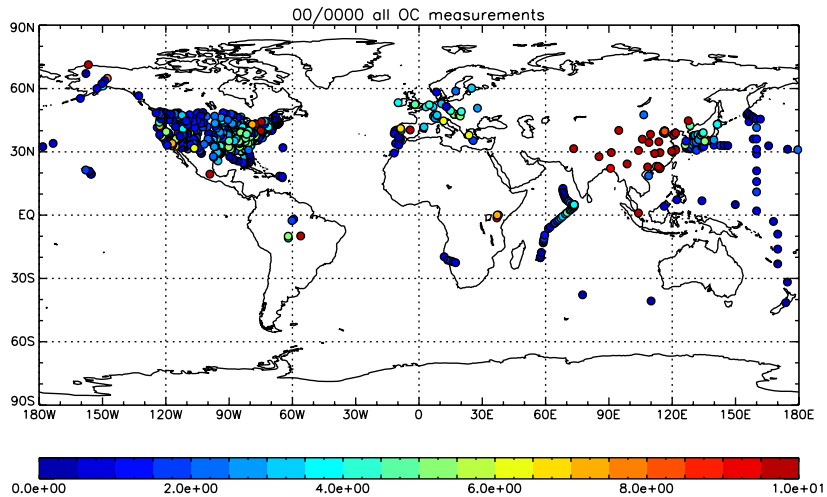 00/0000 all OC measurements
90N
60N
30N
EQ
30S
60S
90S
180W 150W 120W 90W 60W 30W 0 30E 60E 90E 120E 150E 180E
0.0e+00 2.0e+00 4.0e+00 6.0e+00 8.0e+00 1.0e+01